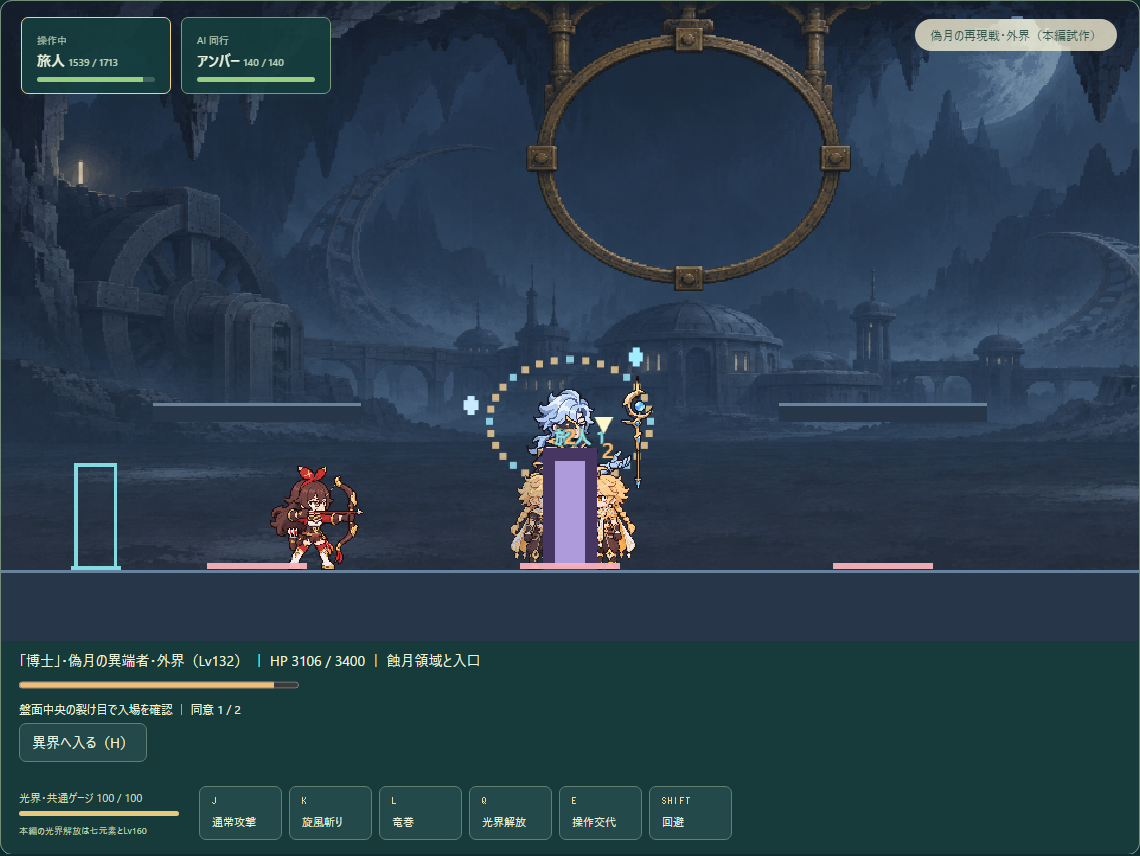 操作中
旅人 1539 / 1713
AI 同行
アンバー 140 / 140
偽月の再現戦・外界（本編試作）
旅人 1
2
2
「博士」・偽月の異端者・外界（Lv132） | HP 3106 / 3400 | 蝕月領域と入口
盤面中央の裂け目で入場を確認 | 同意 1 / 2
異界へ入る（H）
光界・共通ゲージ 100 / 100
本編の光界解放は七元素とLv160
J
通常攻撃
K
旋風斬り
L
竜巻
Q
光界解放
E
操作交代
SHIFT
回避